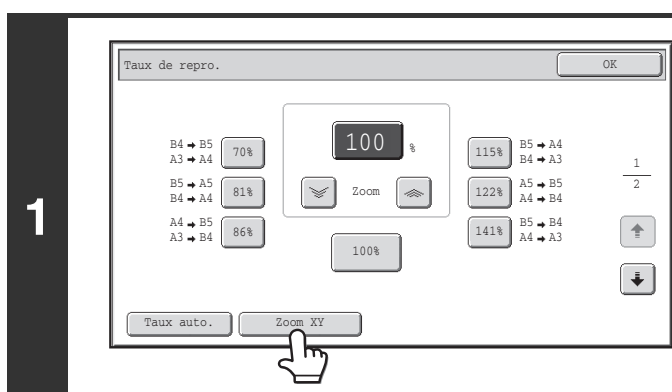 1
Taux de repro.
OK
100 %
Zoom
100%
B4 → B5
A3 → A4
70%
B5 → A5
B4 → A4
81%
A4 → B5
A3 → B4
86%
115%
B5 → A4
B4 → A3
122%
A5 → B5
A4 → B4
141%
B5 → B4
A4 → A3
1
2
Taux auto.
Zoom XY